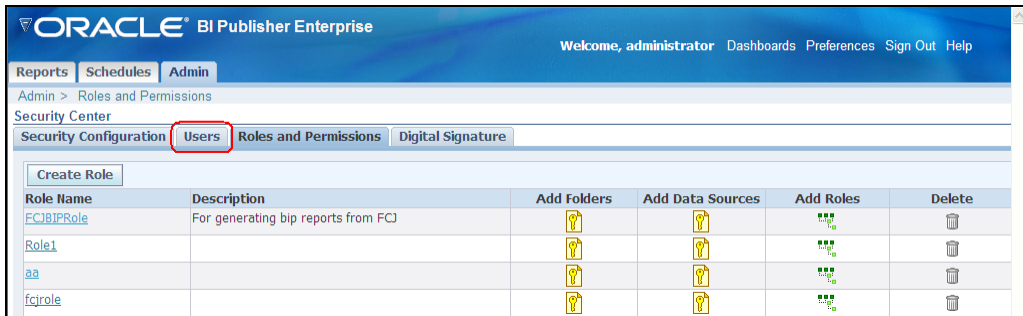 ORACLE® BI Publisher Enterprise
Welcome, administrator Dashboards Preferences Sign Out Help
Reports Schedules Admin
Admin > Roles and Permissions
Security Center
Security Configuration Users Roles and Permissions Digital Signature
Create Role
Role Name Description Add Folders Add Data Sources Add Roles Delete
FCJBIPRole For generating bip reports from FCJ
Role1
aa
fcjrole